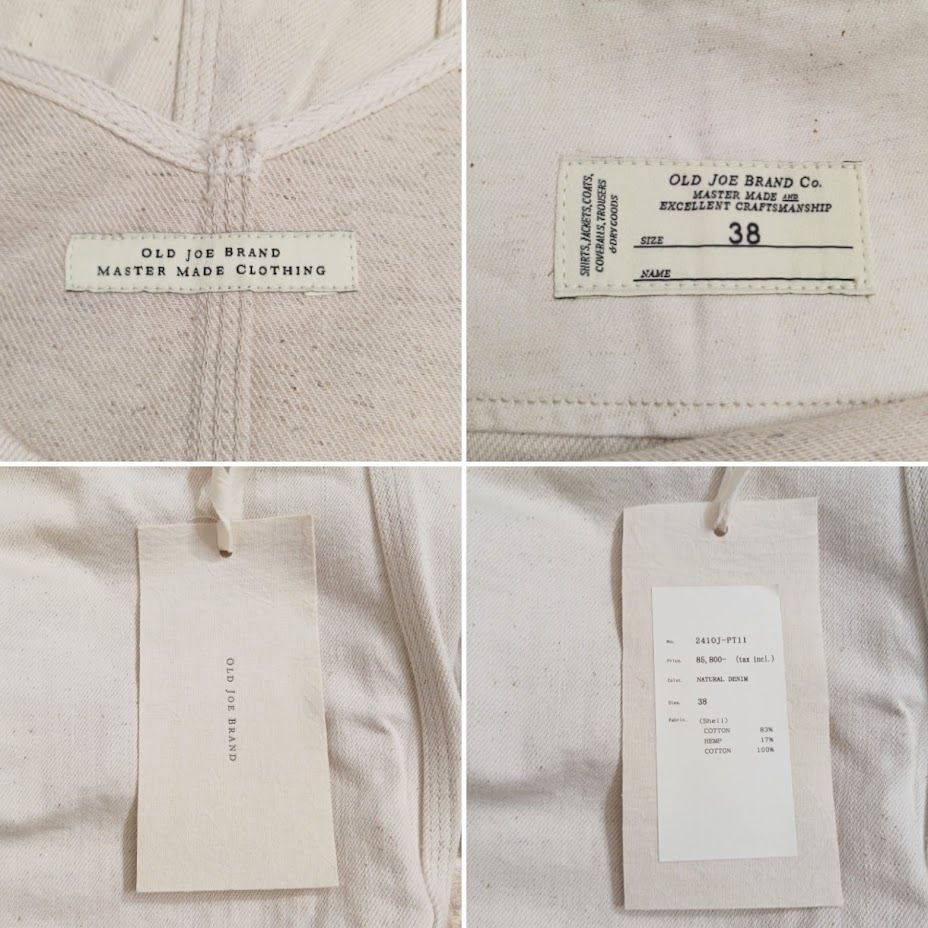 OLD JOE BRAND
MASTER MADE CLOTHING
SHIRTS, JACKETS, COATS,
COVERALLS, TROUSERS
& DRY GOODS
OLD JOE BRAND Co.
MASTER MADE AND
EXCELLENT CRAFTSMANSHIP
SIZE 38
NAME
OLD JOE BRAND
No. 241OJ-PT11
Price. 85,800- (tax incl.)
Color. NATURAL DENIM
Size. 38
Fabric. (Shell)
COTTON 83%
HEMP 17%
COTTON 100%